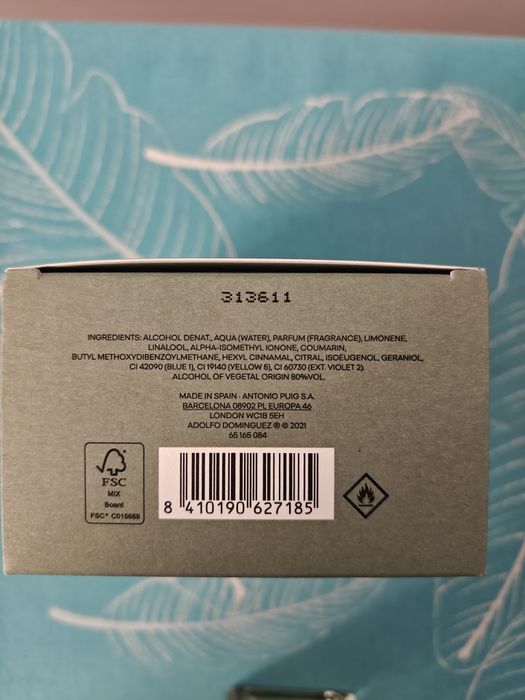 313611
INGREDIENTS: ALCOHOL DENAT., AQUA (WATER), PARFUM (FRAGRANCE), LIMONENE,
LINALOOL, ALPHA-ISOMETHYL IONONE, COUMARIN,
BUTYL METHOXYDIBENZOYLMETHANE, HEXYL CINNAMAL, CITRAL, ISOEUGENOL, GERANIOL,
CI 42090 (BLUE 1), CI 19140 (YELLOW 5), CI 60730 (EXT. VIOLET 2).
ALCOHOL OF VEGETAL ORIGIN 80%VOL.
MADE IN SPAIN · ANTONIO PUIG S.A.
BARCELONA 08902 PL EUROPA 46
LONDON WC1B 5EH
ADOLFO DOMINGUEZ ® © 2021
65 165 084
FSC
MIX
Board
FSC® C015669
8 410190 627185